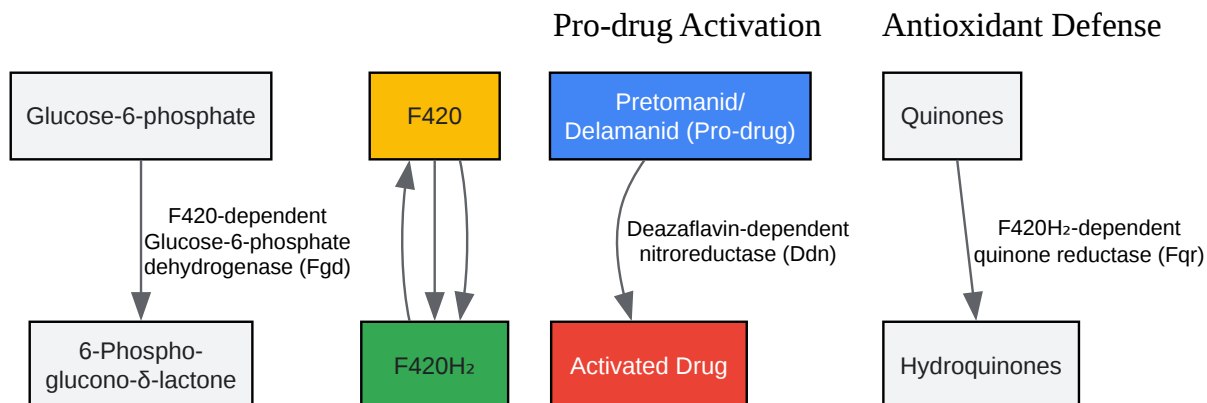 Pro-drug Activation
Antioxidant Defense
Glucose-6-phosphate
F420
Pretomanid/
Delamanid (Pro-drug)
Quinones
F420-dependent
Glucose-6-phosphate
dehydrogenase (Fgd)
Deazaflavin-dependent
nitroreductase (Ddn)
F420H₂-dependent
quinone reductase (Fqr)
6-Phospho-
glucono-δ-lactone
F420H₂
Activated Drug
Hydroquinones